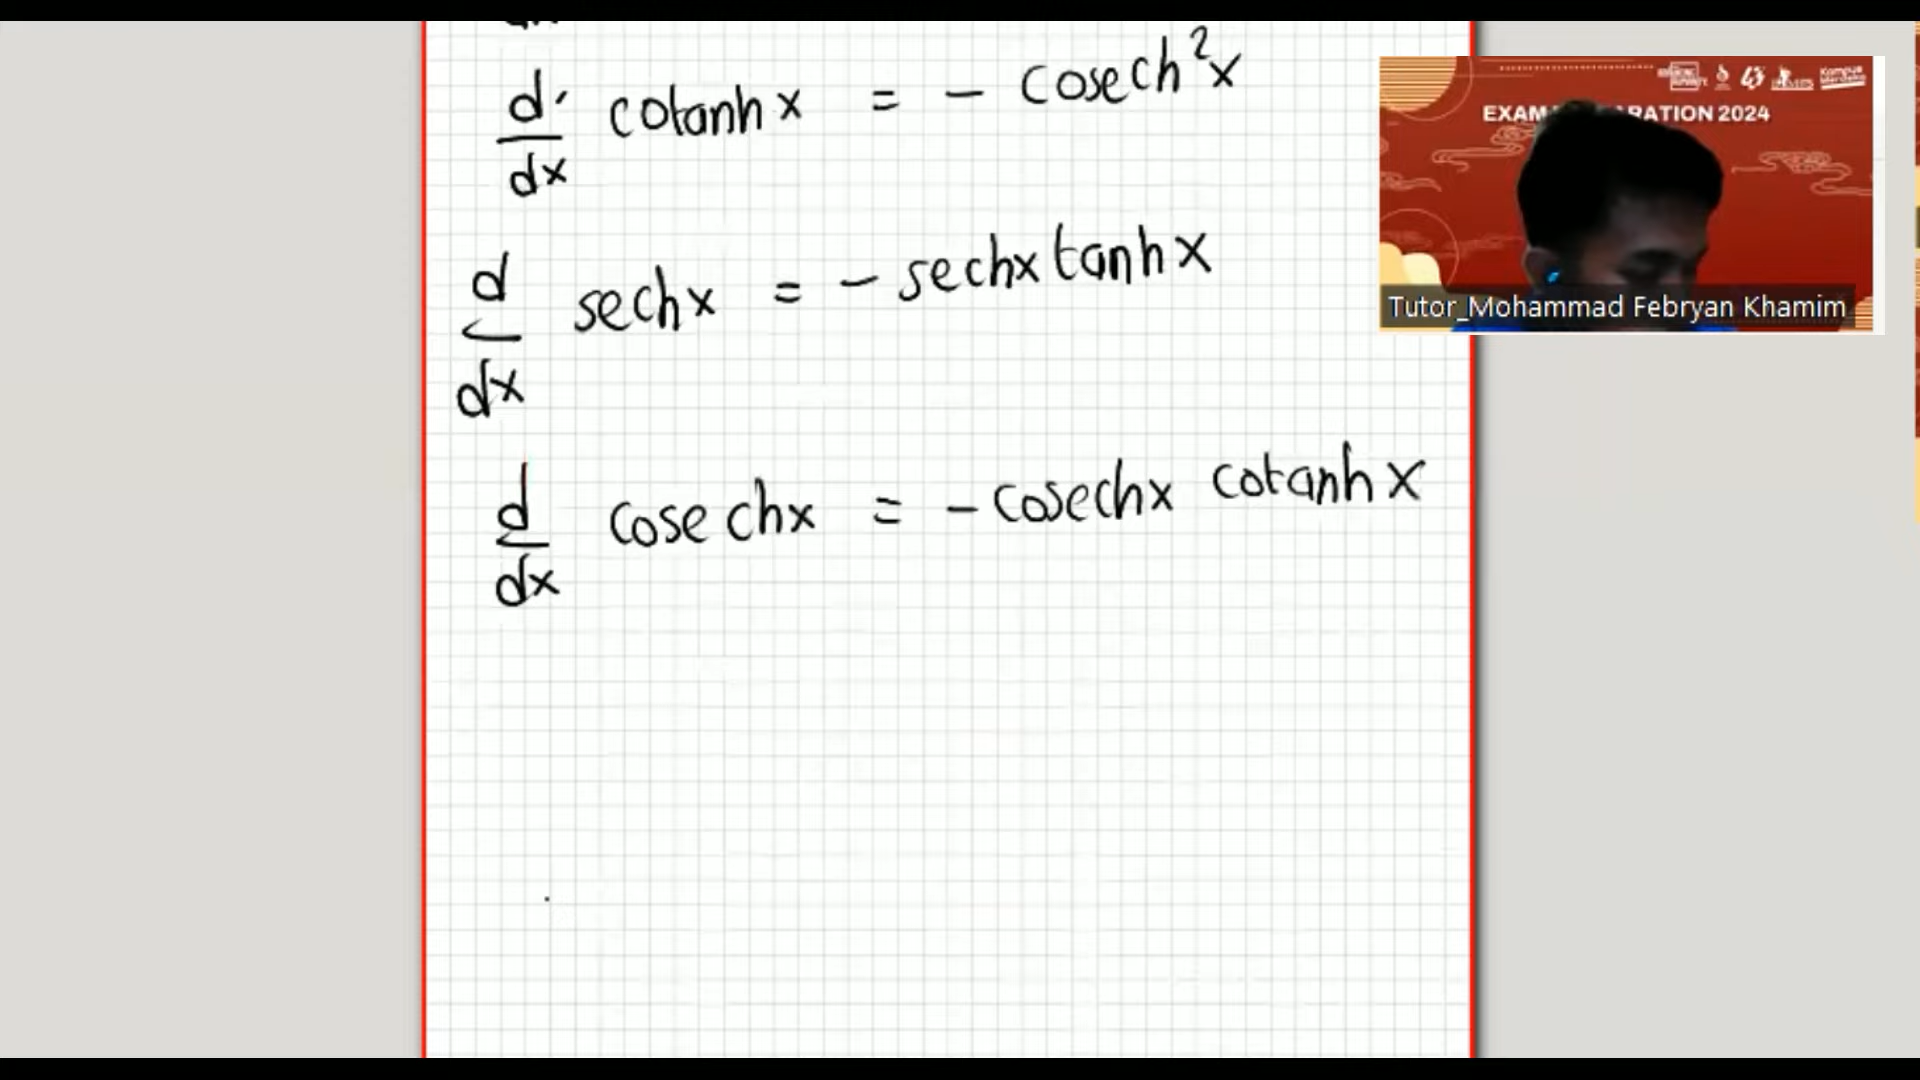 d/dx cotanh x = - cosech²x
EXAM RATION 2024
d/dx sechx = - sechx tanh x
Tutor_Mohammad Febryan Khamim
d/dx cosechx = - cosechx cotanh x